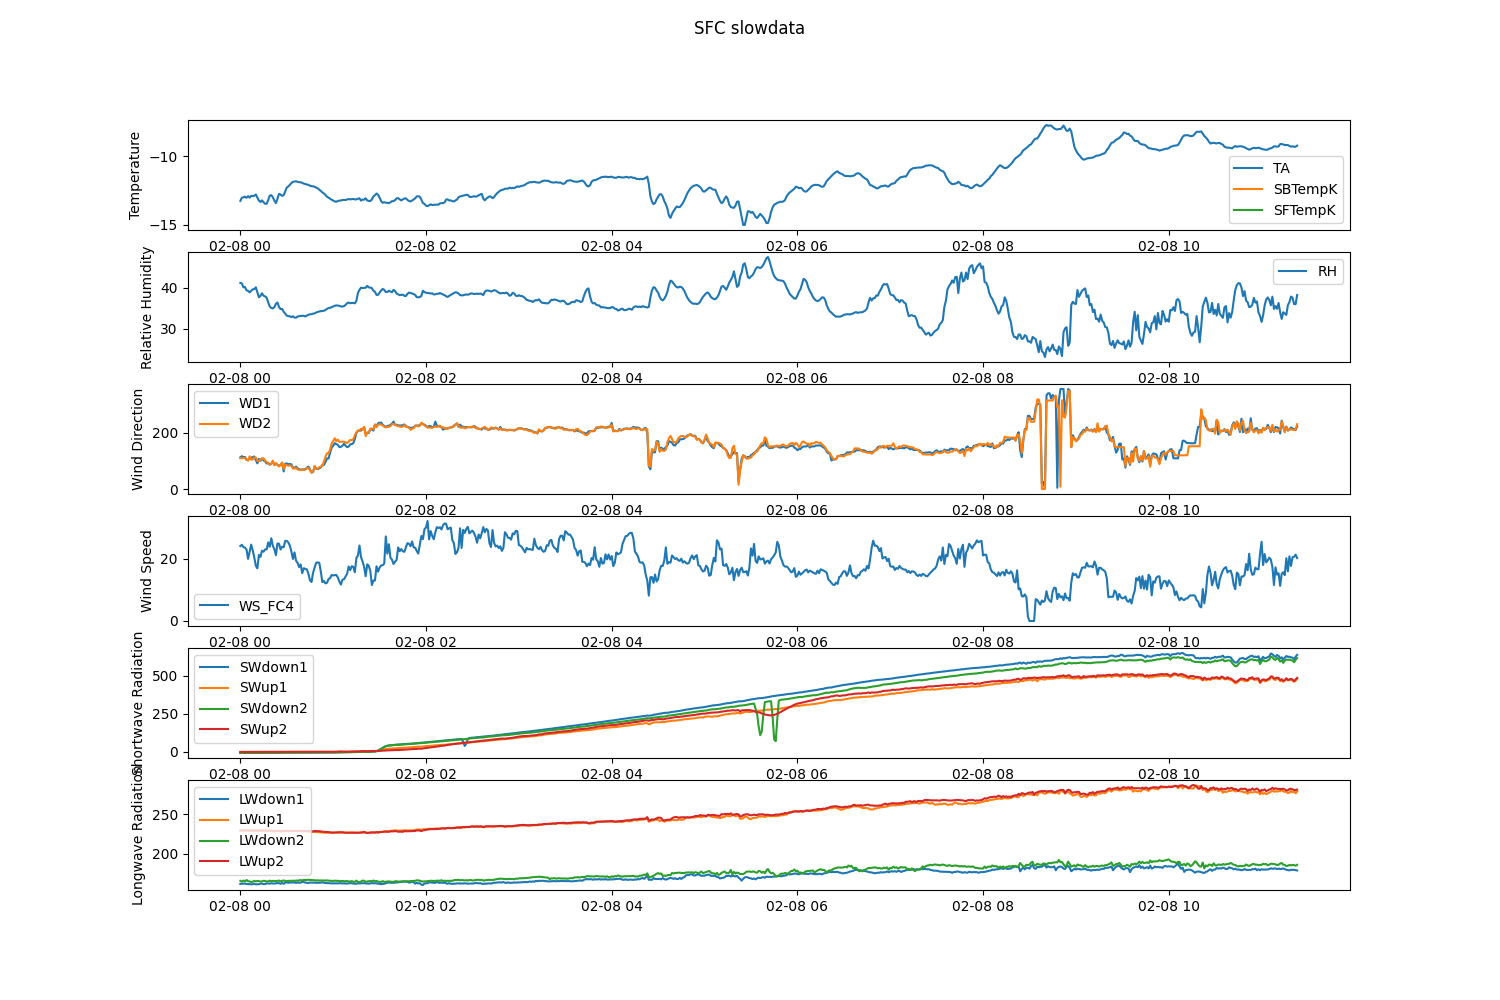 SFC slowdata
Temperature
−10
−15
TA
SBTempK
SFTempK
02-08 00 02-08 02 02-08 04 02-08 06 02-08 08 02-08 10
Relative Humidity
40
30
RH
02-08 00 02-08 02 02-08 04 02-08 06 02-08 08 02-08 10
Wind Direction
200
0
WD1
WD2
02-08 00 02-08 02 02-08 04 02-08 06 02-08 08 02-08 10
Wind Speed
20
0
WS_FC4
02-08 00 02-08 02 02-08 04 02-08 06 02-08 08 02-08 10
Shortwave Radiation
500
250
0
SWdown1
SWup1
SWdown2
SWup2
02-08 00 02-08 02 02-08 04 02-08 06 02-08 08 02-08 10
Longwave Radiation
250
200
LWdown1
LWup1
LWdown2
LWup2
02-08 00 02-08 02 02-08 04 02-08 06 02-08 08 02-08 10